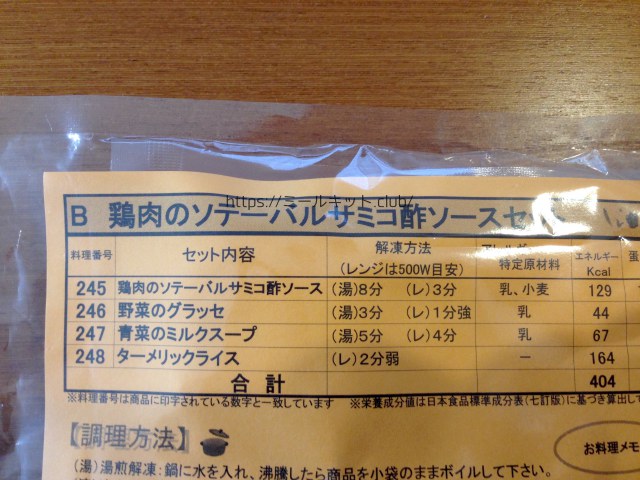 https://ミールキット.club/
B 鶏肉のソテーバルサミコ酢ソースセット
料理番号 セット内容 解凍方法 (レンジは500W目安) アレルギー 特定原材料 エネルギー Kcal
245 鶏肉のソテーバルサミコ酢ソース (湯)8分 (レ)3分 乳、小麦 129
246 野菜のグラッセ (湯)3分 (レ)1分強 乳 44
247 青菜のミルクスープ (湯)5分 (レ)4分 乳 67
248 ターメリックライス (レ)2分弱 － 164
合計 404
※料理番号は商品に印字されている数字と一致しています ※栄養成分値は日本食品標準成分表(七訂版)に基づき算出して
【調理方法】
お料理メモ
(湯)湯煎解凍:鍋に水を入れ、沸騰したら商品を小袋のままボイルして下さい。